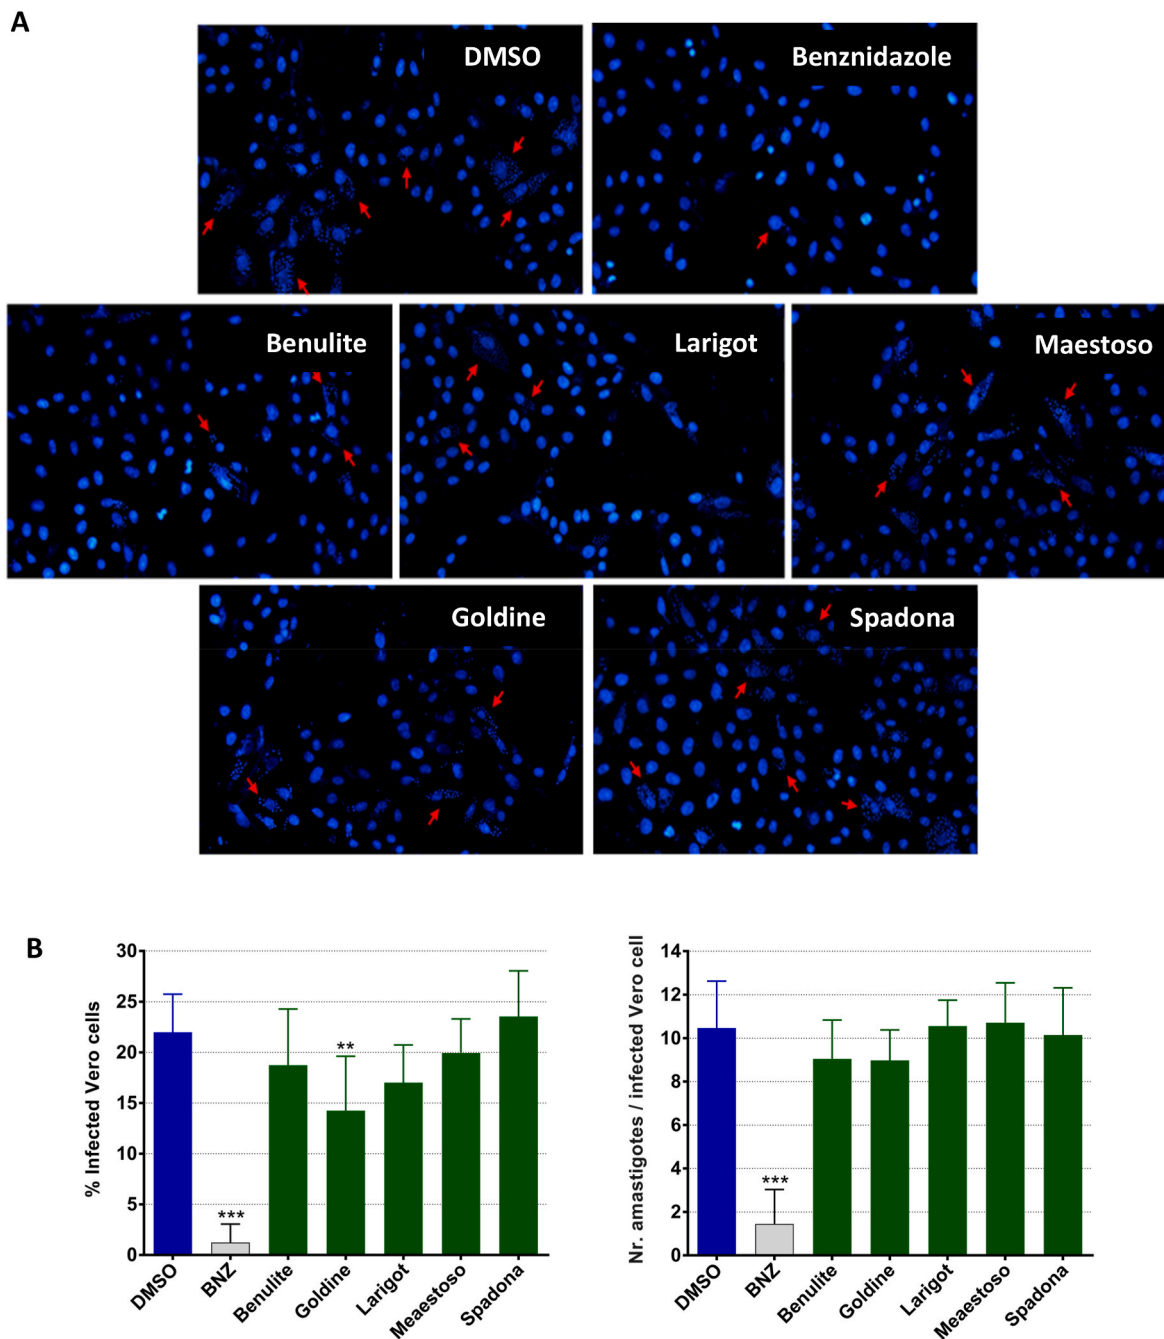 A
DMSO
Benznidazole
Benulite
Larigot
Maestoso
Goldine
Spadona
B
% Infected Vero cells
30
25
20
15
10
5
0
**
***
DMSO
BNZ
Benulite
Goldine
Larigot
Meaestoso
Spadona
Nr. amastigotes / infected Vero cell
14
12
10
8
6
4
2
0
***
DMSO
BNZ
Benulite
Goldine
Larigot
Meaestoso
Spadona